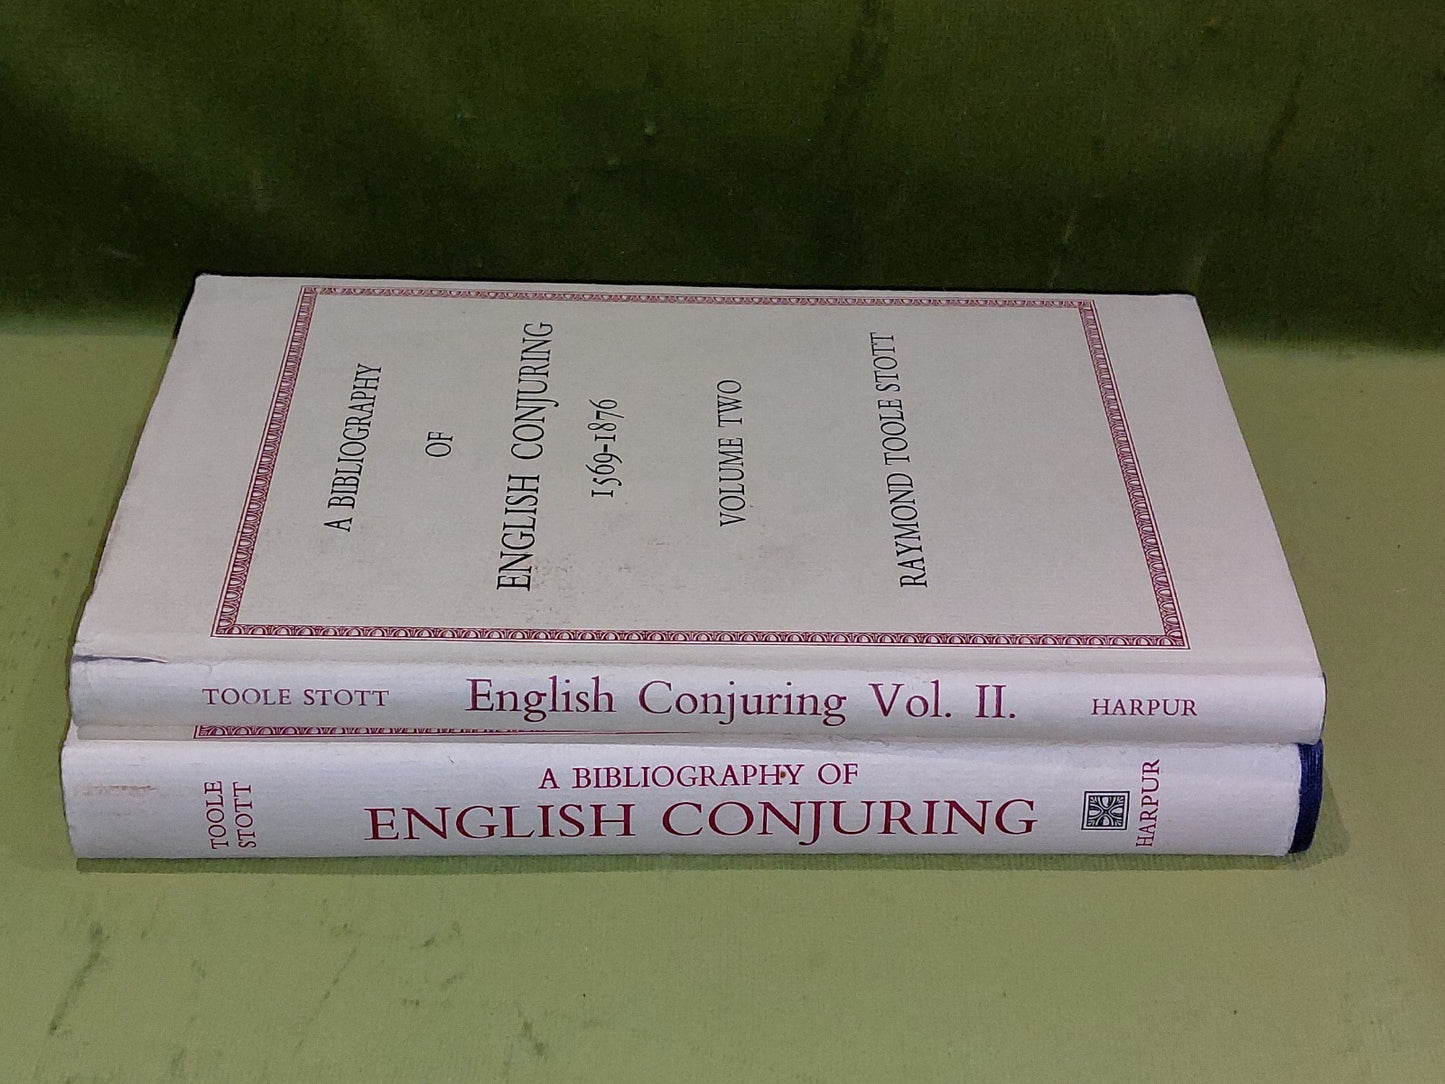 A BIBLIOGRAPHY
OF
ENGLISH CONJURING
1569-1876
VOLUME TWO
RAYMOND TOOLE STOTT
TOOLE STOTT English Conjuring Vol. II. HARPUR
TOOLE
STOTT
A BIBLIOGRAPHY OF
ENGLISH CONJURING
HARPUR